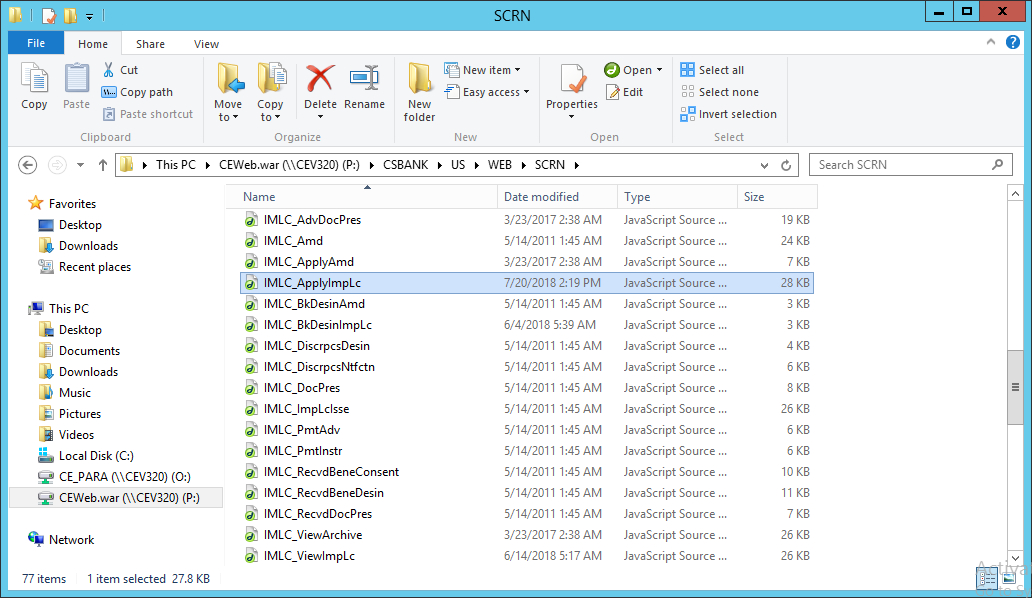 SCRN
File Home Share View
Copy Paste Cut Copy path Paste shortcut
Clipboard
Move to Copy to Delete Rename
Organize
New folder New item Easy access
New
Properties Open Edit
Open
Select all Select none Invert selection
Select
This PC CEWeb.war (\\CEV320) (P:) CSBANK US WEB SCRN
Search SCRN
Favorites
Desktop
Downloads
Recent places
This PC
Desktop
Documents
Downloads
Music
Pictures
Videos
Local Disk (C:)
CE_PARA (\\CEV320) (O:)
CEWeb.war (\\CEV320) (P:)
Network
Name Date modified Type Size
IMLC_AdvDocPres 3/23/2017 2:38 AM JavaScript Source ... 19 KB
IMLC_Amd 5/14/2011 1:45 AM JavaScript Source ... 24 KB
IMLC_ApplyAmd 3/23/2017 2:38 AM JavaScript Source ... 7 KB
IMLC_ApplyImpLc 7/20/2018 2:19 PM JavaScript Source ... 28 KB
IMLC_BkDesinAmd 5/14/2011 1:45 AM JavaScript Source ... 3 KB
IMLC_BkDesinImpLc 6/4/2018 5:39 AM JavaScript Source ... 3 KB
IMLC_DiscrpcsDesin 5/14/2011 1:45 AM JavaScript Source ... 4 KB
IMLC_DiscrpcsNtfctn 5/14/2011 1:45 AM JavaScript Source ... 6 KB
IMLC_DocPres 5/14/2011 1:45 AM JavaScript Source ... 8 KB
IMLC_ImpLcIsse 5/14/2011 1:45 AM JavaScript Source ... 26 KB
IMLC_PmtAdv 5/14/2011 1:45 AM JavaScript Source ... 6 KB
IMLC_PmtInstr 5/14/2011 1:45 AM JavaScript Source ... 6 KB
IMLC_RecvdBeneConsent 5/14/2011 1:45 AM JavaScript Source ... 10 KB
IMLC_RecvdBeneDesin 5/14/2011 1:45 AM JavaScript Source ... 11 KB
IMLC_RecvdDocPres 5/14/2011 1:45 AM JavaScript Source ... 7 KB
IMLC_ViewArchive 3/23/2017 2:38 AM JavaScript Source ... 26 KB
IMLC_ViewImpLc 6/14/2018 5:17 AM JavaScript Source ... 26 KB
77 items 1 item selected 27.8 KB